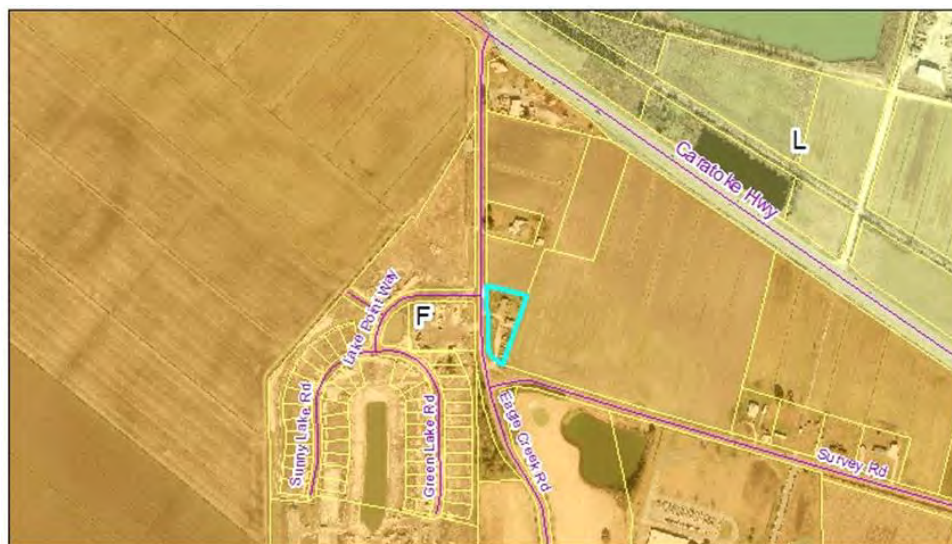 L
Caratoke Hwy
Lake Point Way
F
Sunny Lake Rd
Green Lake Rd
Eagle Creek Rd
Survey Rd